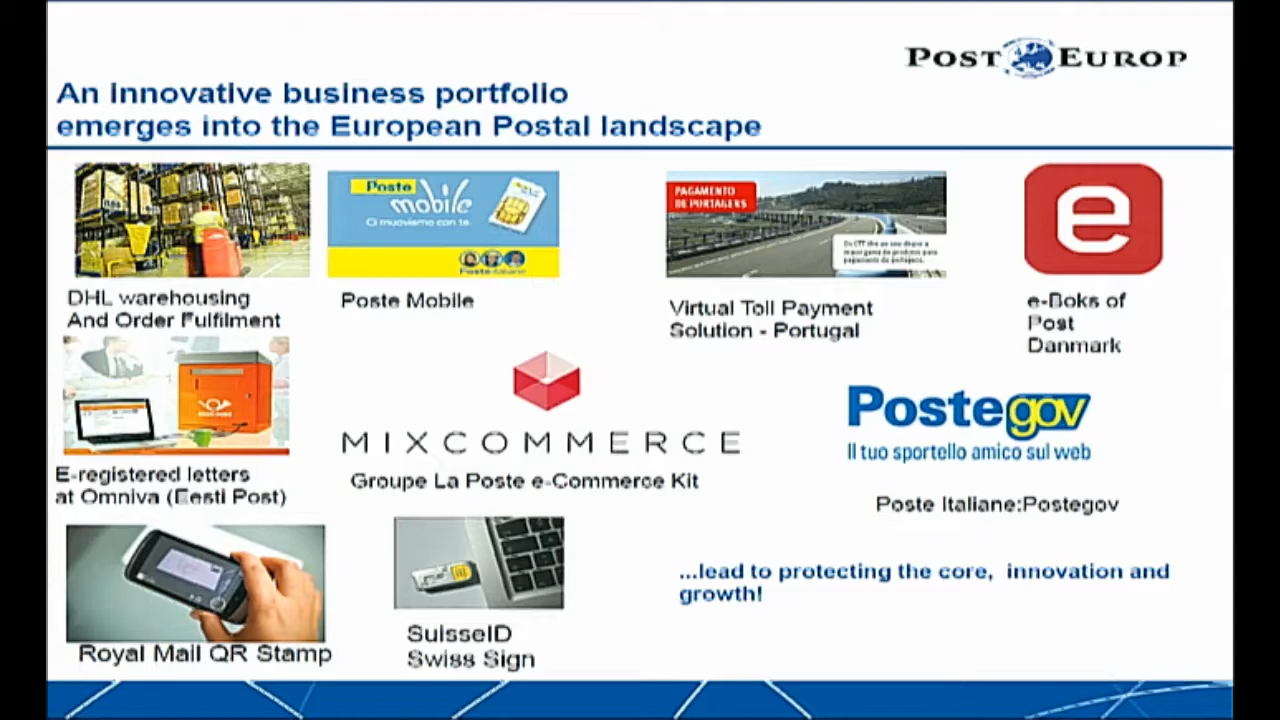 POST EUROP
An innovative business portfolio
emerges into the European Postal landscape
Poste
mobile
Ci muoviamo con te.
Posteitaliane
PAGAMENTO
DE PORTAGENS
e
DHL warehousing
And Order Fulfilment
Poste Mobile
Virtual Toll Payment
Solution - Portugal
e-Boks of
Post
Danmark
MIXCOMMERCE
Postegov
Il tuo sportello amico sul web
E-registered letters
at Omniva (Eesti Post)
Groupe La Poste e-Commerce Kit
Poste Italiane:Postegov
...lead to protecting the core, innovation and
growth!
Royal Mail QR Stamp
SuisseID
Swiss Sign